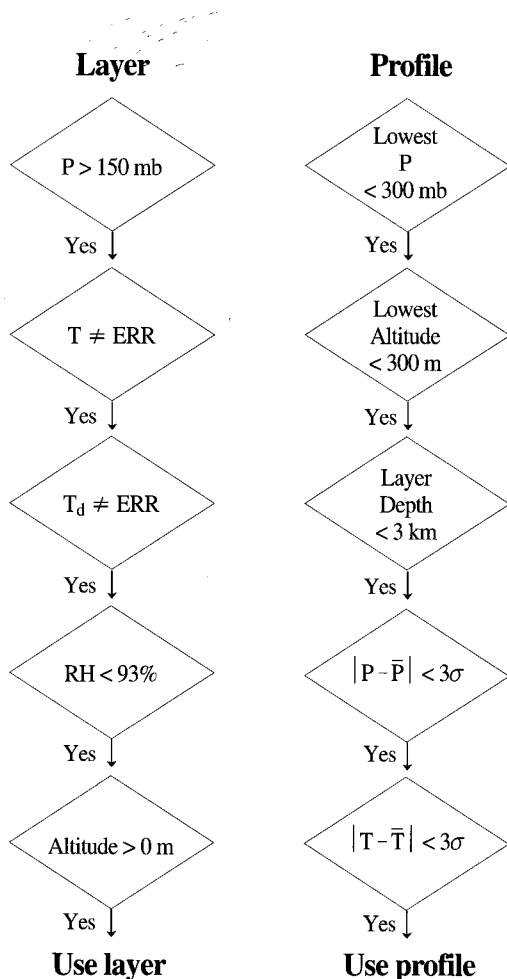 Layer
P > 150 mb
Yes
T ≠ ERR
Yes
T_d ≠ ERR
Yes
RH < 93%
Yes
Altitude > 0 m
Yes
Use layer
Profile
Lowest
P
< 300 mb
Yes
Lowest
Altitude
< 300 m
Yes
Layer
Depth
< 3 km
Yes
|P - P̅| < 3σ
Yes
|T - T̅| < 3σ
Yes
Use profile